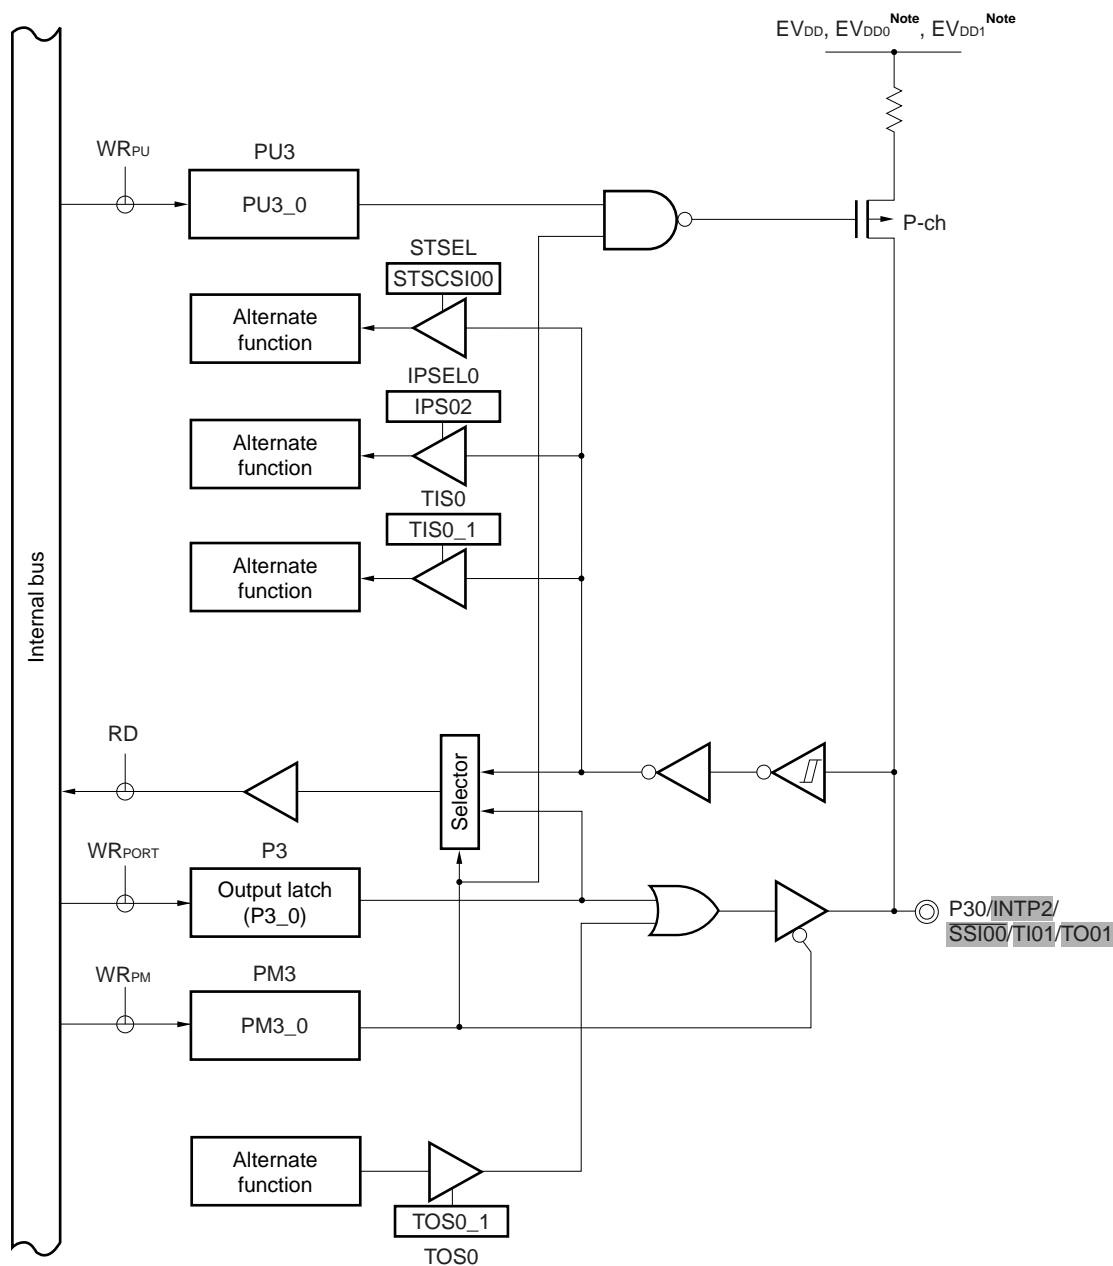 EVDD, EVDD0Note, EVDD1Note
WRPU
PU3
PU3_0
P-ch
STSEL
STSCSI00
Alternate
function
IPSEL0
IPS02
Alternate
function
TIS0
TIS0_1
Alternate
function
Internal bus
RD
Selector
WRPORT
P3
Output latch
(P3_0)
P30/INTP2/
SSI00/TI01/TO01
WRPM
PM3
PM3_0
Alternate
function
TOS0_1
TOS0